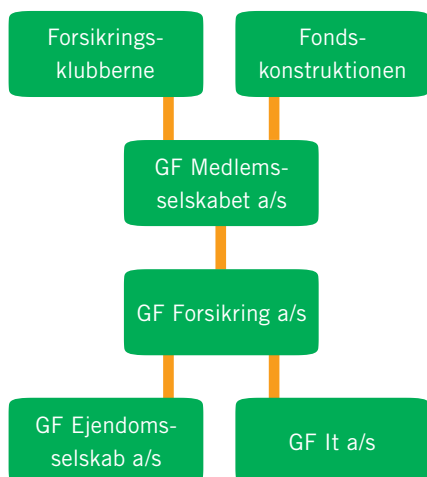 Forsikrings-
klubberne
Fonds-
konstruktionen
GF Medlems-
selskabet a/s
GF Forsikring a/s
GF Ejendoms-
selskab a/s
GF It a/s